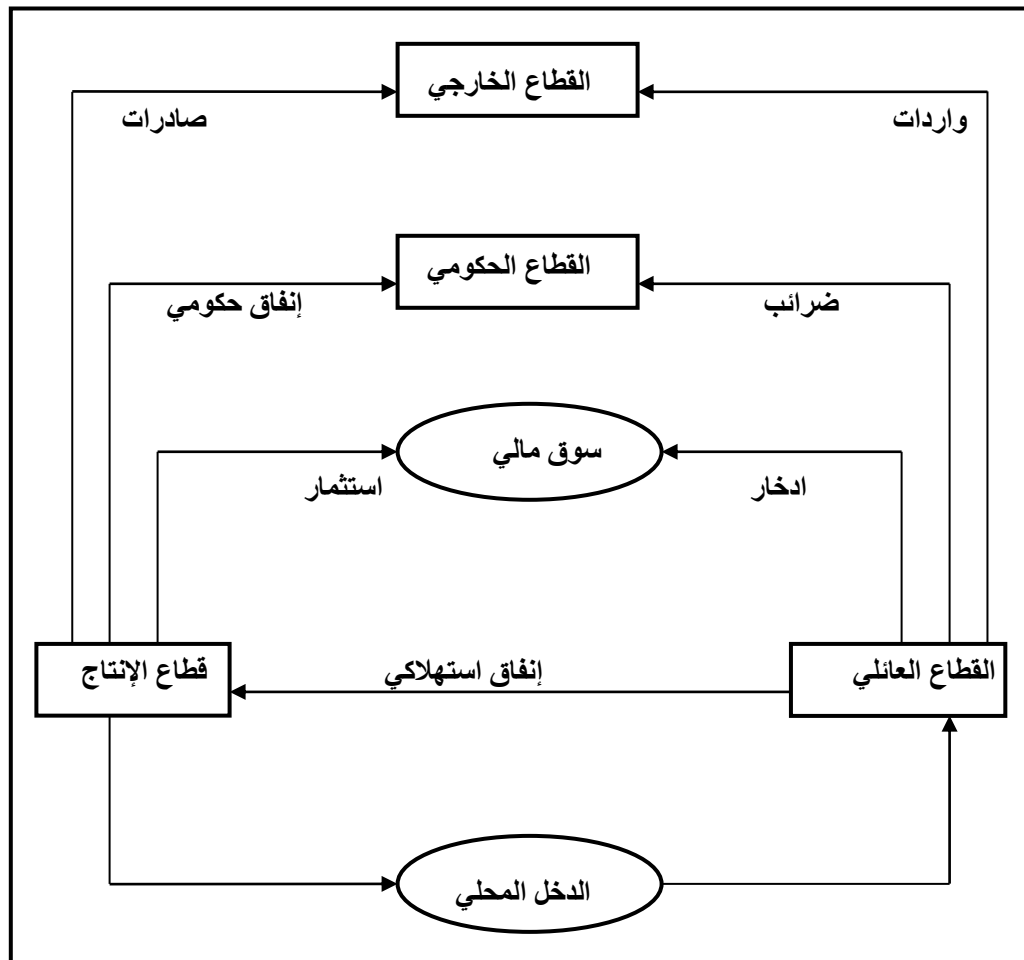 القطاع الخارجي
واردات
صادرات
القطاع الحكومي
ضرائب
إنفاق حكومي
سوق مالي
ادخار
استثمار
القطاع العائلي
إنفاق استهلاكي
قطاع الإنتاج
الدخل المحلي